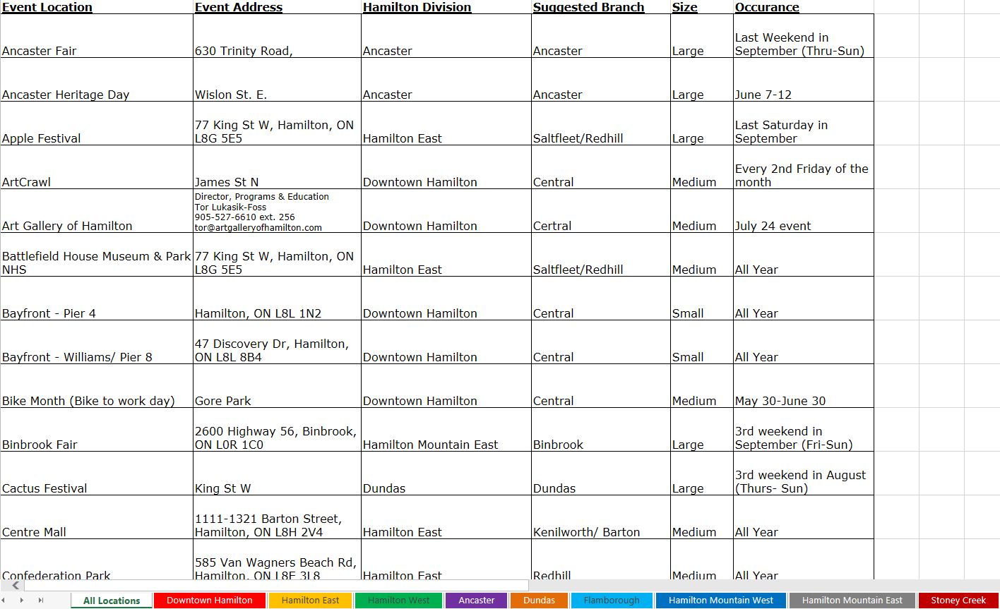 Event Location Event Address Hamilton Division Suggested Branch Size Occurance
Last Weekend in
Ancaster Fair 630 Trinity Road, Ancaster Ancaster Large September (Thru-Sun)
Ancaster Heritage Day Wislon St. E. Ancaster Ancaster Large June 7-12
77 King St W, Hamilton, ON Last Saturday in
Apple Festival L8G 5E5 Hamilton East Saltfleet/Redhill Large September
Every 2nd Friday of the
ArtCrawl James St N Downtown Hamilton Central Medium month
Director, Programs & Education
Tor Lukasik-Foss
905-527-6610 ext. 256
Art Gallery of Hamilton tor@artgalleryofhamilton.com Downtown Hamilton Certral Medium July 24 event
Battlefield House Museum & Park 77 King St W, Hamilton, ON
NHS L8G 5E5 Hamilton East Saltfleet/Redhill Medium All Year
Bayfront - Pier 4 Hamilton, ON L8L 1N2 Downtown Hamilton Central Small All Year
47 Discovery Dr, Hamilton,
Bayfront - Williams/ Pier 8 ON L8L 8B4 Downtown Hamilton Central Small All Year
Bike Month (Bike to work day) Gore Park Downtown Hamilton Central Medium May 30-June 30
2600 Highway 56, Binbrook, 3rd weekend in
Binbrook Fair ON L0R 1C0 Hamilton Mountain East Binbrook Large September (Fri-Sun)
3rd weekend in August
Cactus Festival King St W Dundas Dundas Large (Thurs- Sun)
1111-1321 Barton Street,
Centre Mall Hamilton, ON L8H 2V4 Hamilton East Kenilworth/ Barton Medium All Year
585 Van Wagners Beach Rd,
Confederation Park Hamilton, ON L8E 3L8 Hamilton East Redhill Medium All Year
All Locations Downtown Hamilton Hamilton East Hamilton West Ancaster Dundas Flamborough Hamilton Mountain West Hamilton Mountain East Stoney Creek